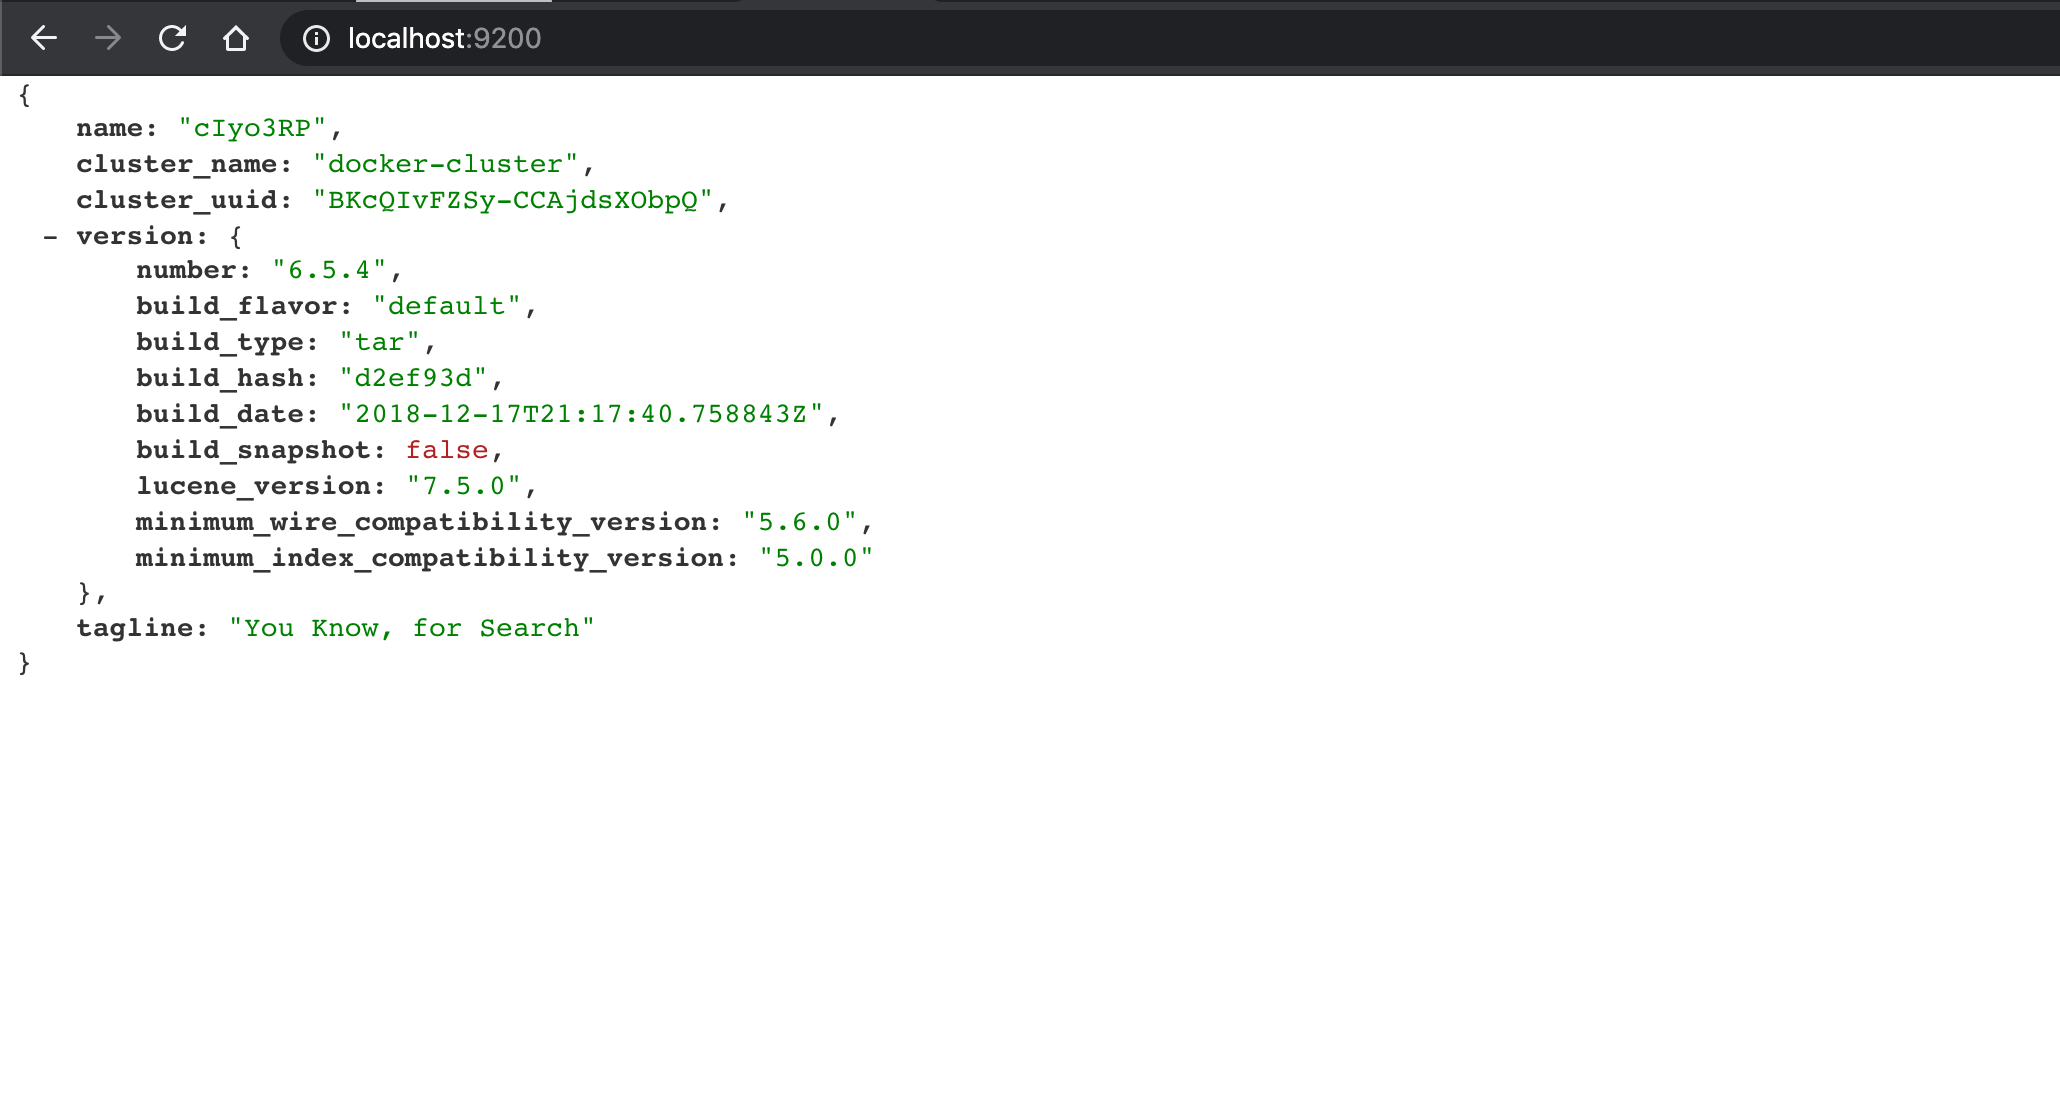 localhost:9200
{
name: "cIyo3RP",
cluster_name: "docker-cluster",
cluster_uuid: "BKcQIvFZSy-CCAjdsXObpQ",
- version: {
number: "6.5.4",
build_flavor: "default",
build_type: "tar",
build_hash: "d2ef93d",
build_date: "2018-12-17T21:17:40.758843Z",
build_snapshot: false,
lucene_version: "7.5.0",
minimum_wire_compatibility_version: "5.6.0",
minimum_index_compatibility_version: "5.0.0"
},
tagline: "You Know, for Search"
}